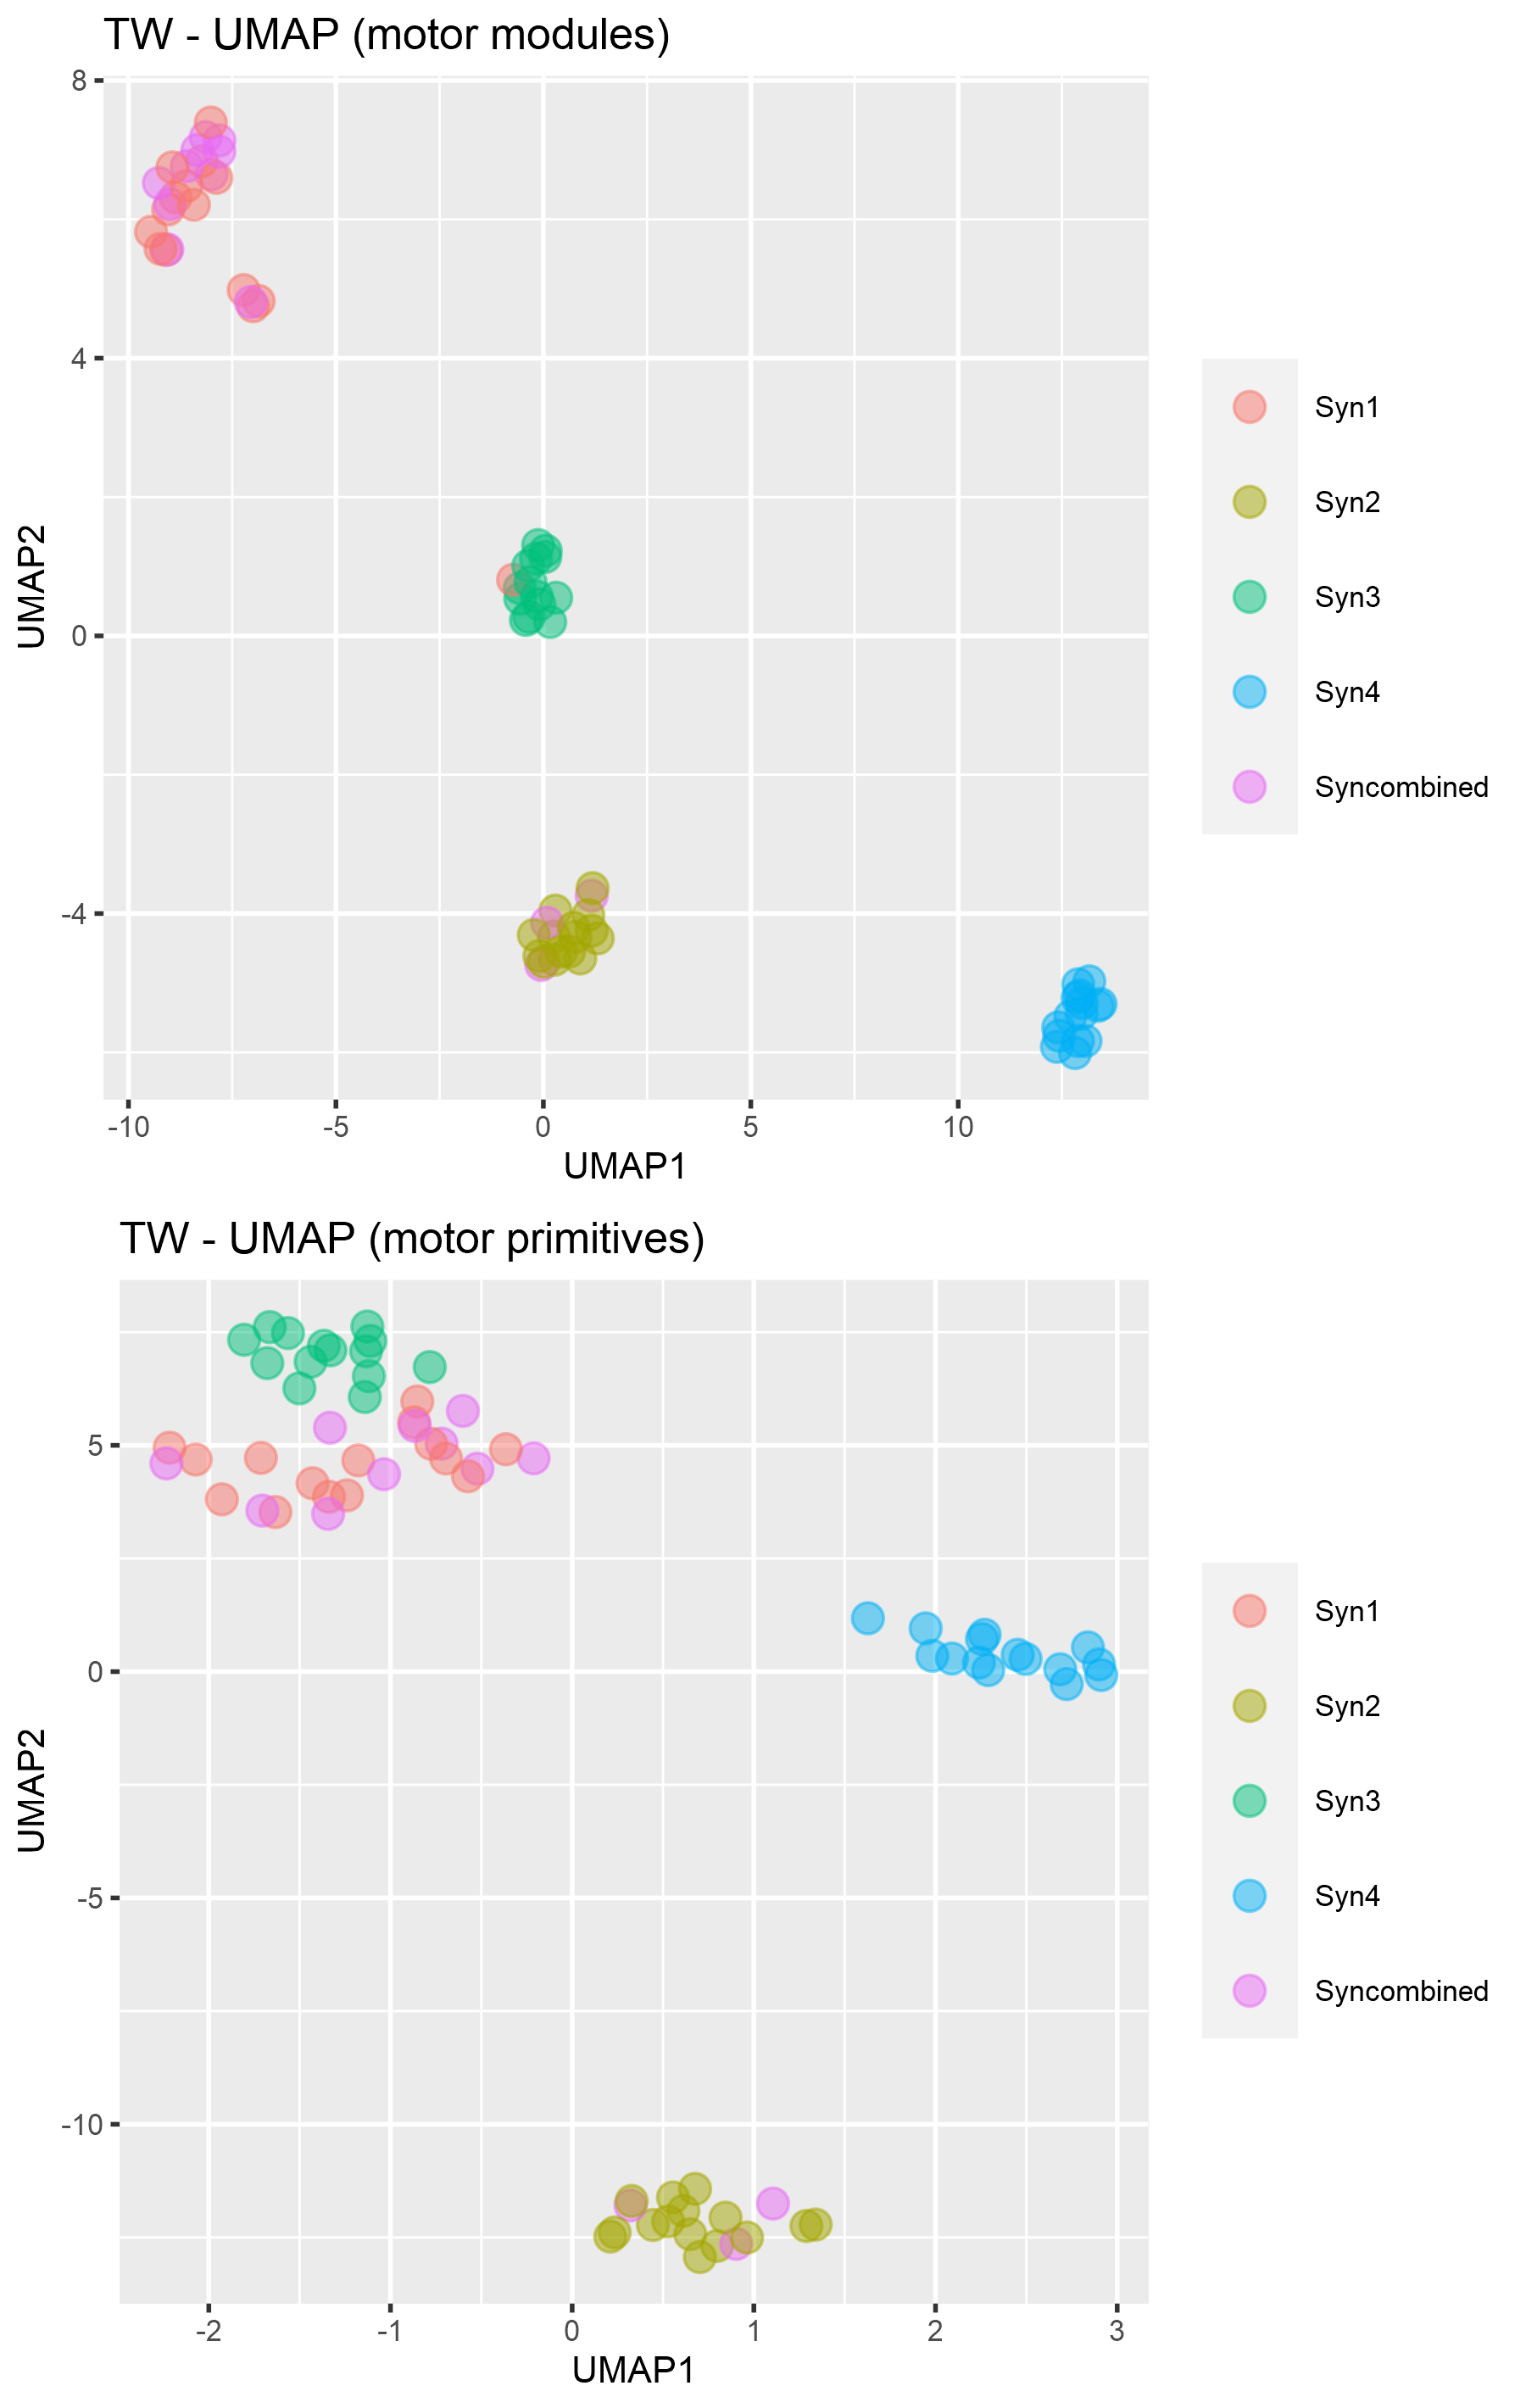 TW - UMAP (motor modules)
8
4
0
-4
UMAP2
-10 -5 0 5 10
UMAP1
Syn1
Syn2
Syn3
Syn4
Syncombined
TW - UMAP (motor primitives)
5
0
-5
-10
UMAP2
-2 -1 0 1 2 3
UMAP1
Syn1
Syn2
Syn3
Syn4
Syncombined